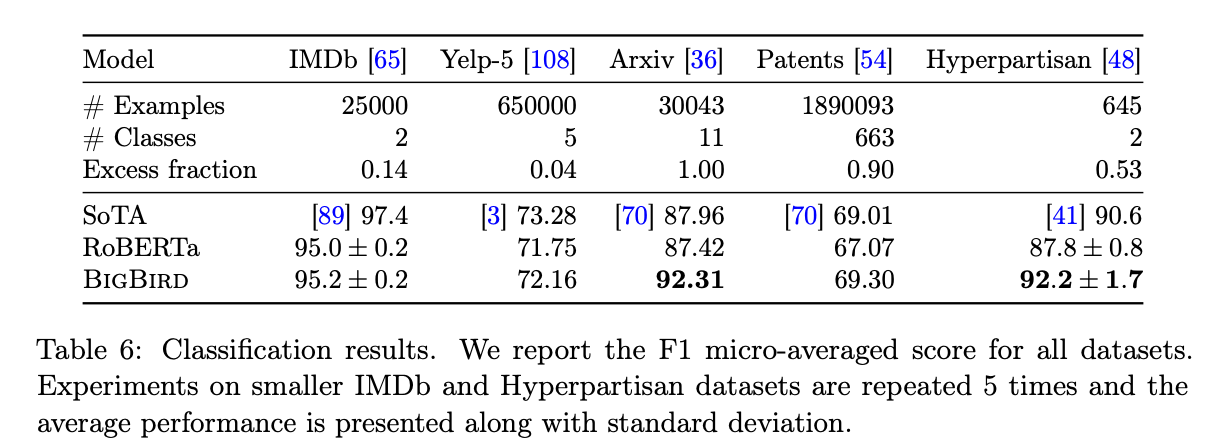 Model IMDb [65] Yelp-5 [108] Arxiv [36] Patents [54] Hyperpartisan [48]
# Examples 25000 650000 30043 1890093 645
# Classes 2 5 11 663 2
Excess fraction 0.14 0.04 1.00 0.90 0.53
SoTA [89] 97.4 [3] 73.28 [70] 87.96 [70] 69.01 [41] 90.6
RoBERTa 95.0 ± 0.2 71.75 87.42 67.07 87.8 ± 0.8
BIGBIRD 95.2 ± 0.2 72.16 92.31 69.30 92.2 ± 1.7
Table 6: Classification results. We report the F1 micro-averaged score for all datasets.
Experiments on smaller IMDb and Hyperpartisan datasets are repeated 5 times and the
average performance is presented along with standard deviation.